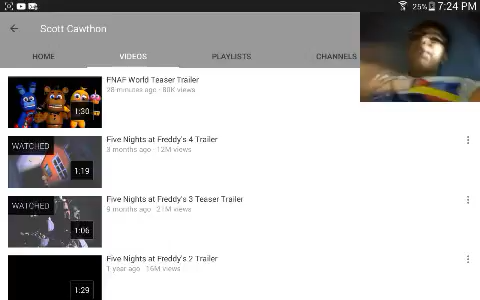 25% 7:24 PM
Scott Cawthon
HOME VIDEOS PLAYLISTS CHANNELS
FNAF World Teaser Trailer
28 minutes ago · 80K views
1:30
WATCHED
Five Nights at Freddy's 4 Trailer
3 months ago · 12M views
1:19
WATCHED
Five Nights at Freddy's 3 Teaser Trailer
9 months ago · 21M views
1:06
Five Nights at Freddy's 2 Trailer
1 year ago · 16M views
1:29